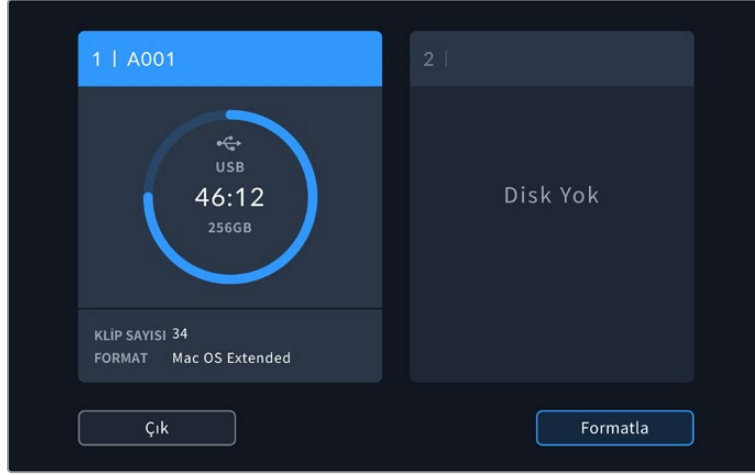 1 | A001
USB
46:12
256GB
KLİP SAYISI 34
FORMAT Mac OS Extended
2 |
Disk Yok
Çık
Formatla